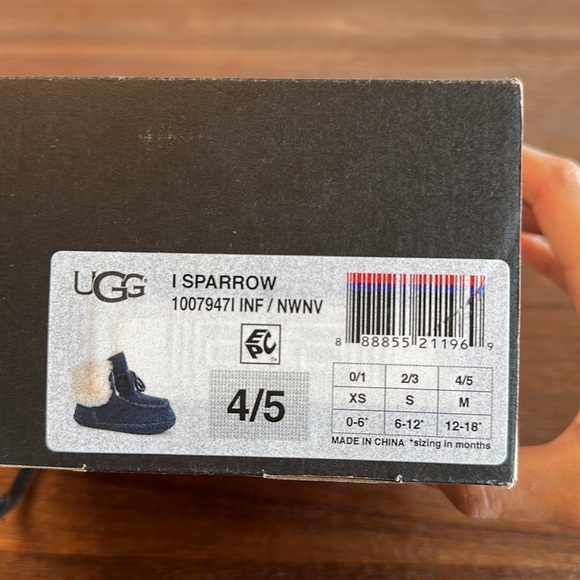 UGG
I SPARROW
1007947I INF / NWNV
EPC™
4/5
8 88855 21196 9
0/1 2/3 4/5
XS S M
0-6* 6-12* 12-18*
MADE IN CHINA *sizing in months